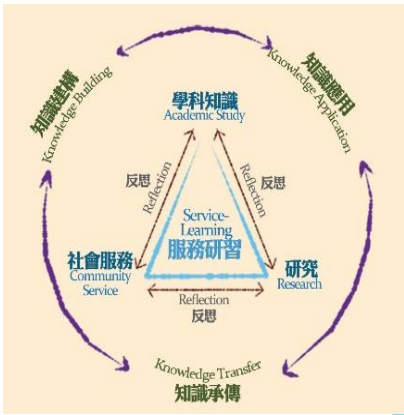 知識建構
Knowledge Building
知識應用
Knowledge Application
學科知識
Academic Study
反思
Reflection
反思
Reflection
Service-
Learning
服務研習
社會服務
Community
Service
研究
Research
Reflection
反思
Knowledge Transfer
知識承傳